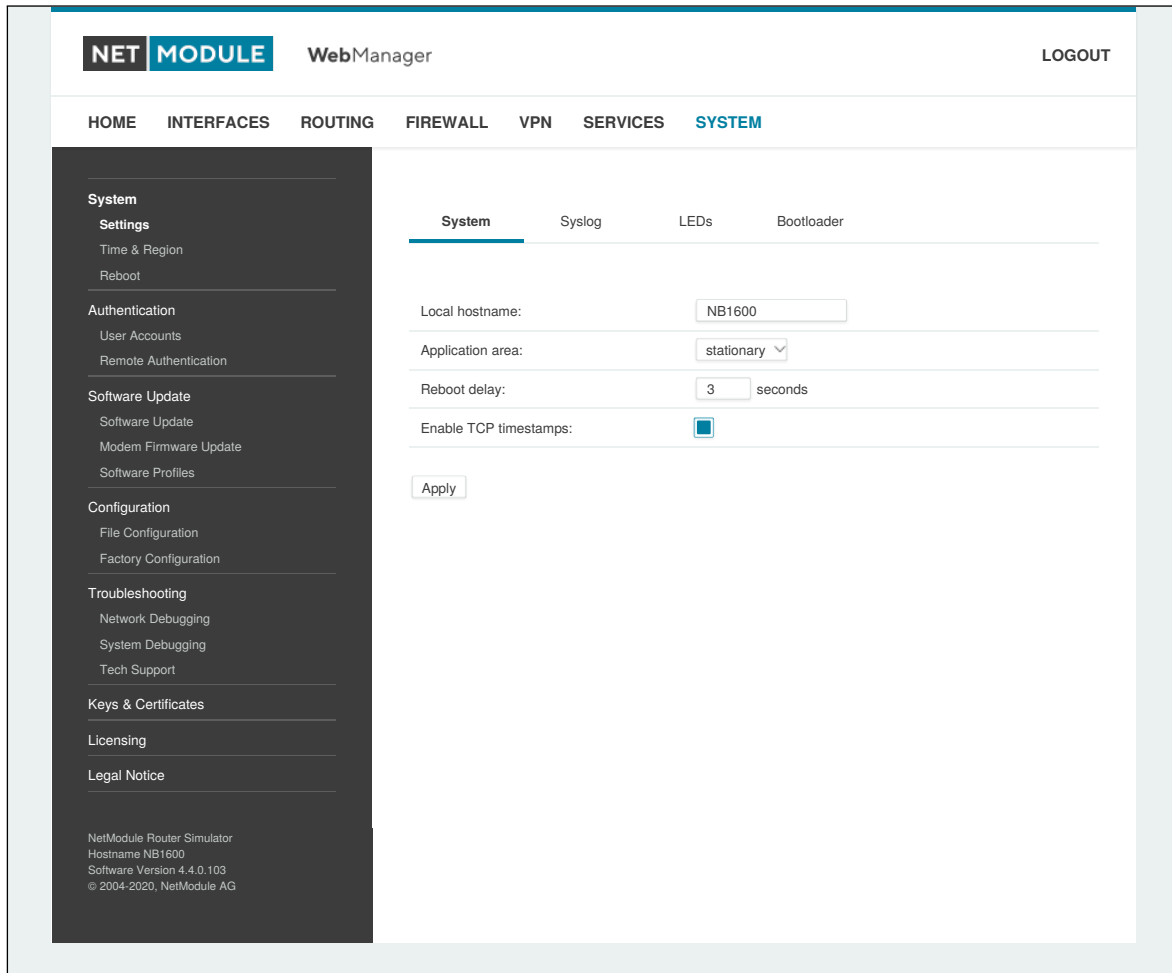 NET MODULE WebManager LOGOUT
HOME INTERFACES ROUTING FIREWALL VPN SERVICES SYSTEM
System
Settings
Time & Region
Reboot
Authentication
User Accounts
Remote Authentication
Software Update
Software Update
Modem Firmware Update
Software Profiles
Configuration
File Configuration
Factory Configuration
Troubleshooting
Network Debugging
System Debugging
Tech Support
Keys & Certificates
Licensing
Legal Notice
NetModule Router Simulator
Hostname NB1600
Software Version 4.4.0.103
© 2004-2020, NetModule AG
System Syslog LEDs Bootloader
Local hostname: NB1600
Application area: stationary
Reboot delay: 3 seconds
Enable TCP timestamps:
Apply